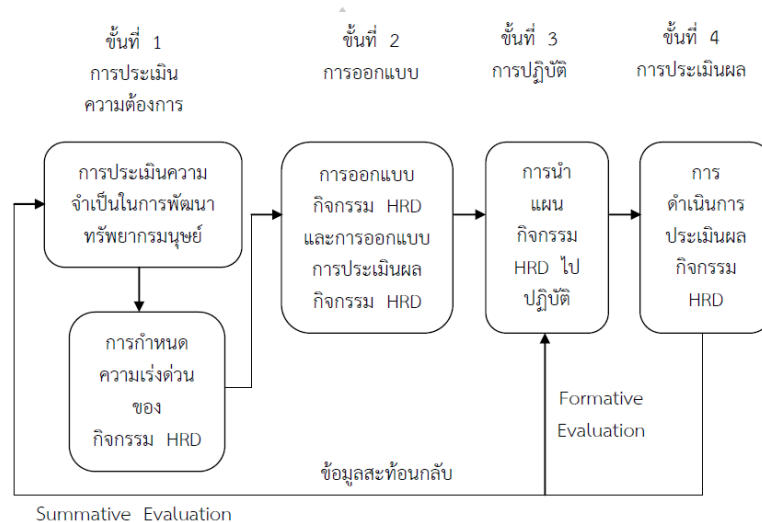 ขั้นที่ 1
การประเมิน
ความต้องการ
ขั้นที่ 2
การออกแบบ
ขั้นที่ 3
การปฏิบัติ
ขั้นที่ 4
การประเมินผล
การประเมินความ
จำเป็นในการพัฒนา
ทรัพยากรมนุษย์
การกำหนด
ความเร่งด่วน
ของ
กิจกรรม HRD
การออกแบบ
กิจกรรม HRD
และการออกแบบ
การประเมินผล
กิจกรรม HRD
การนำ
แผน
กิจกรรม
HRD ไป
ปฏิบัติ
การ
ดำเนินการ
ประเมินผล
กิจกรรม
HRD
Formative
Evaluation
ข้อมูลสะท้อนกลับ
Summative Evaluation